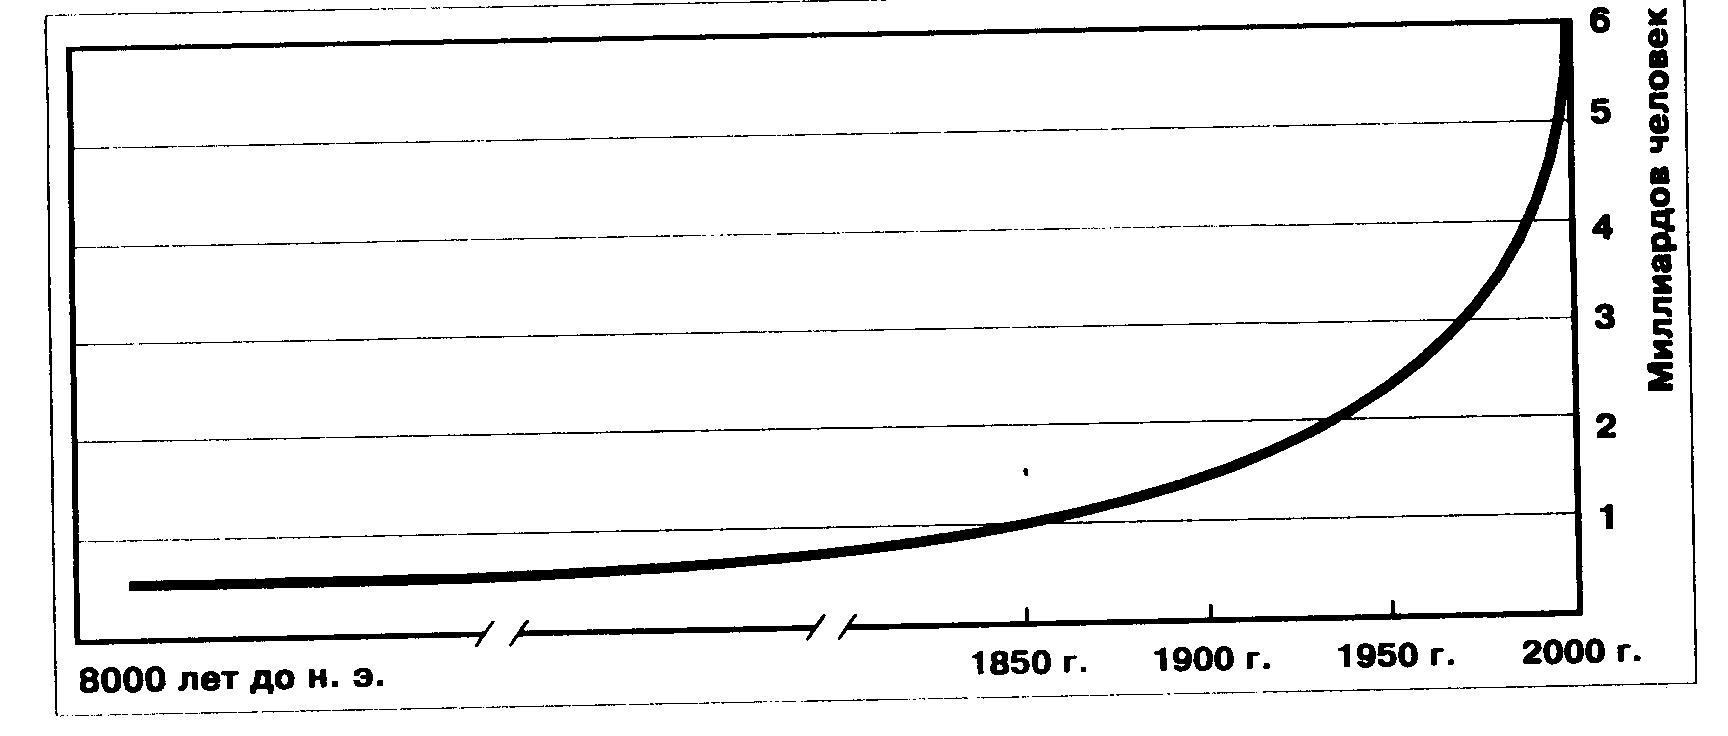 6
5
4
3
2
1
Миллиардов человек
8000 лет до н. э.
1850 г.
1900 г.
1950 г.
2000 г.